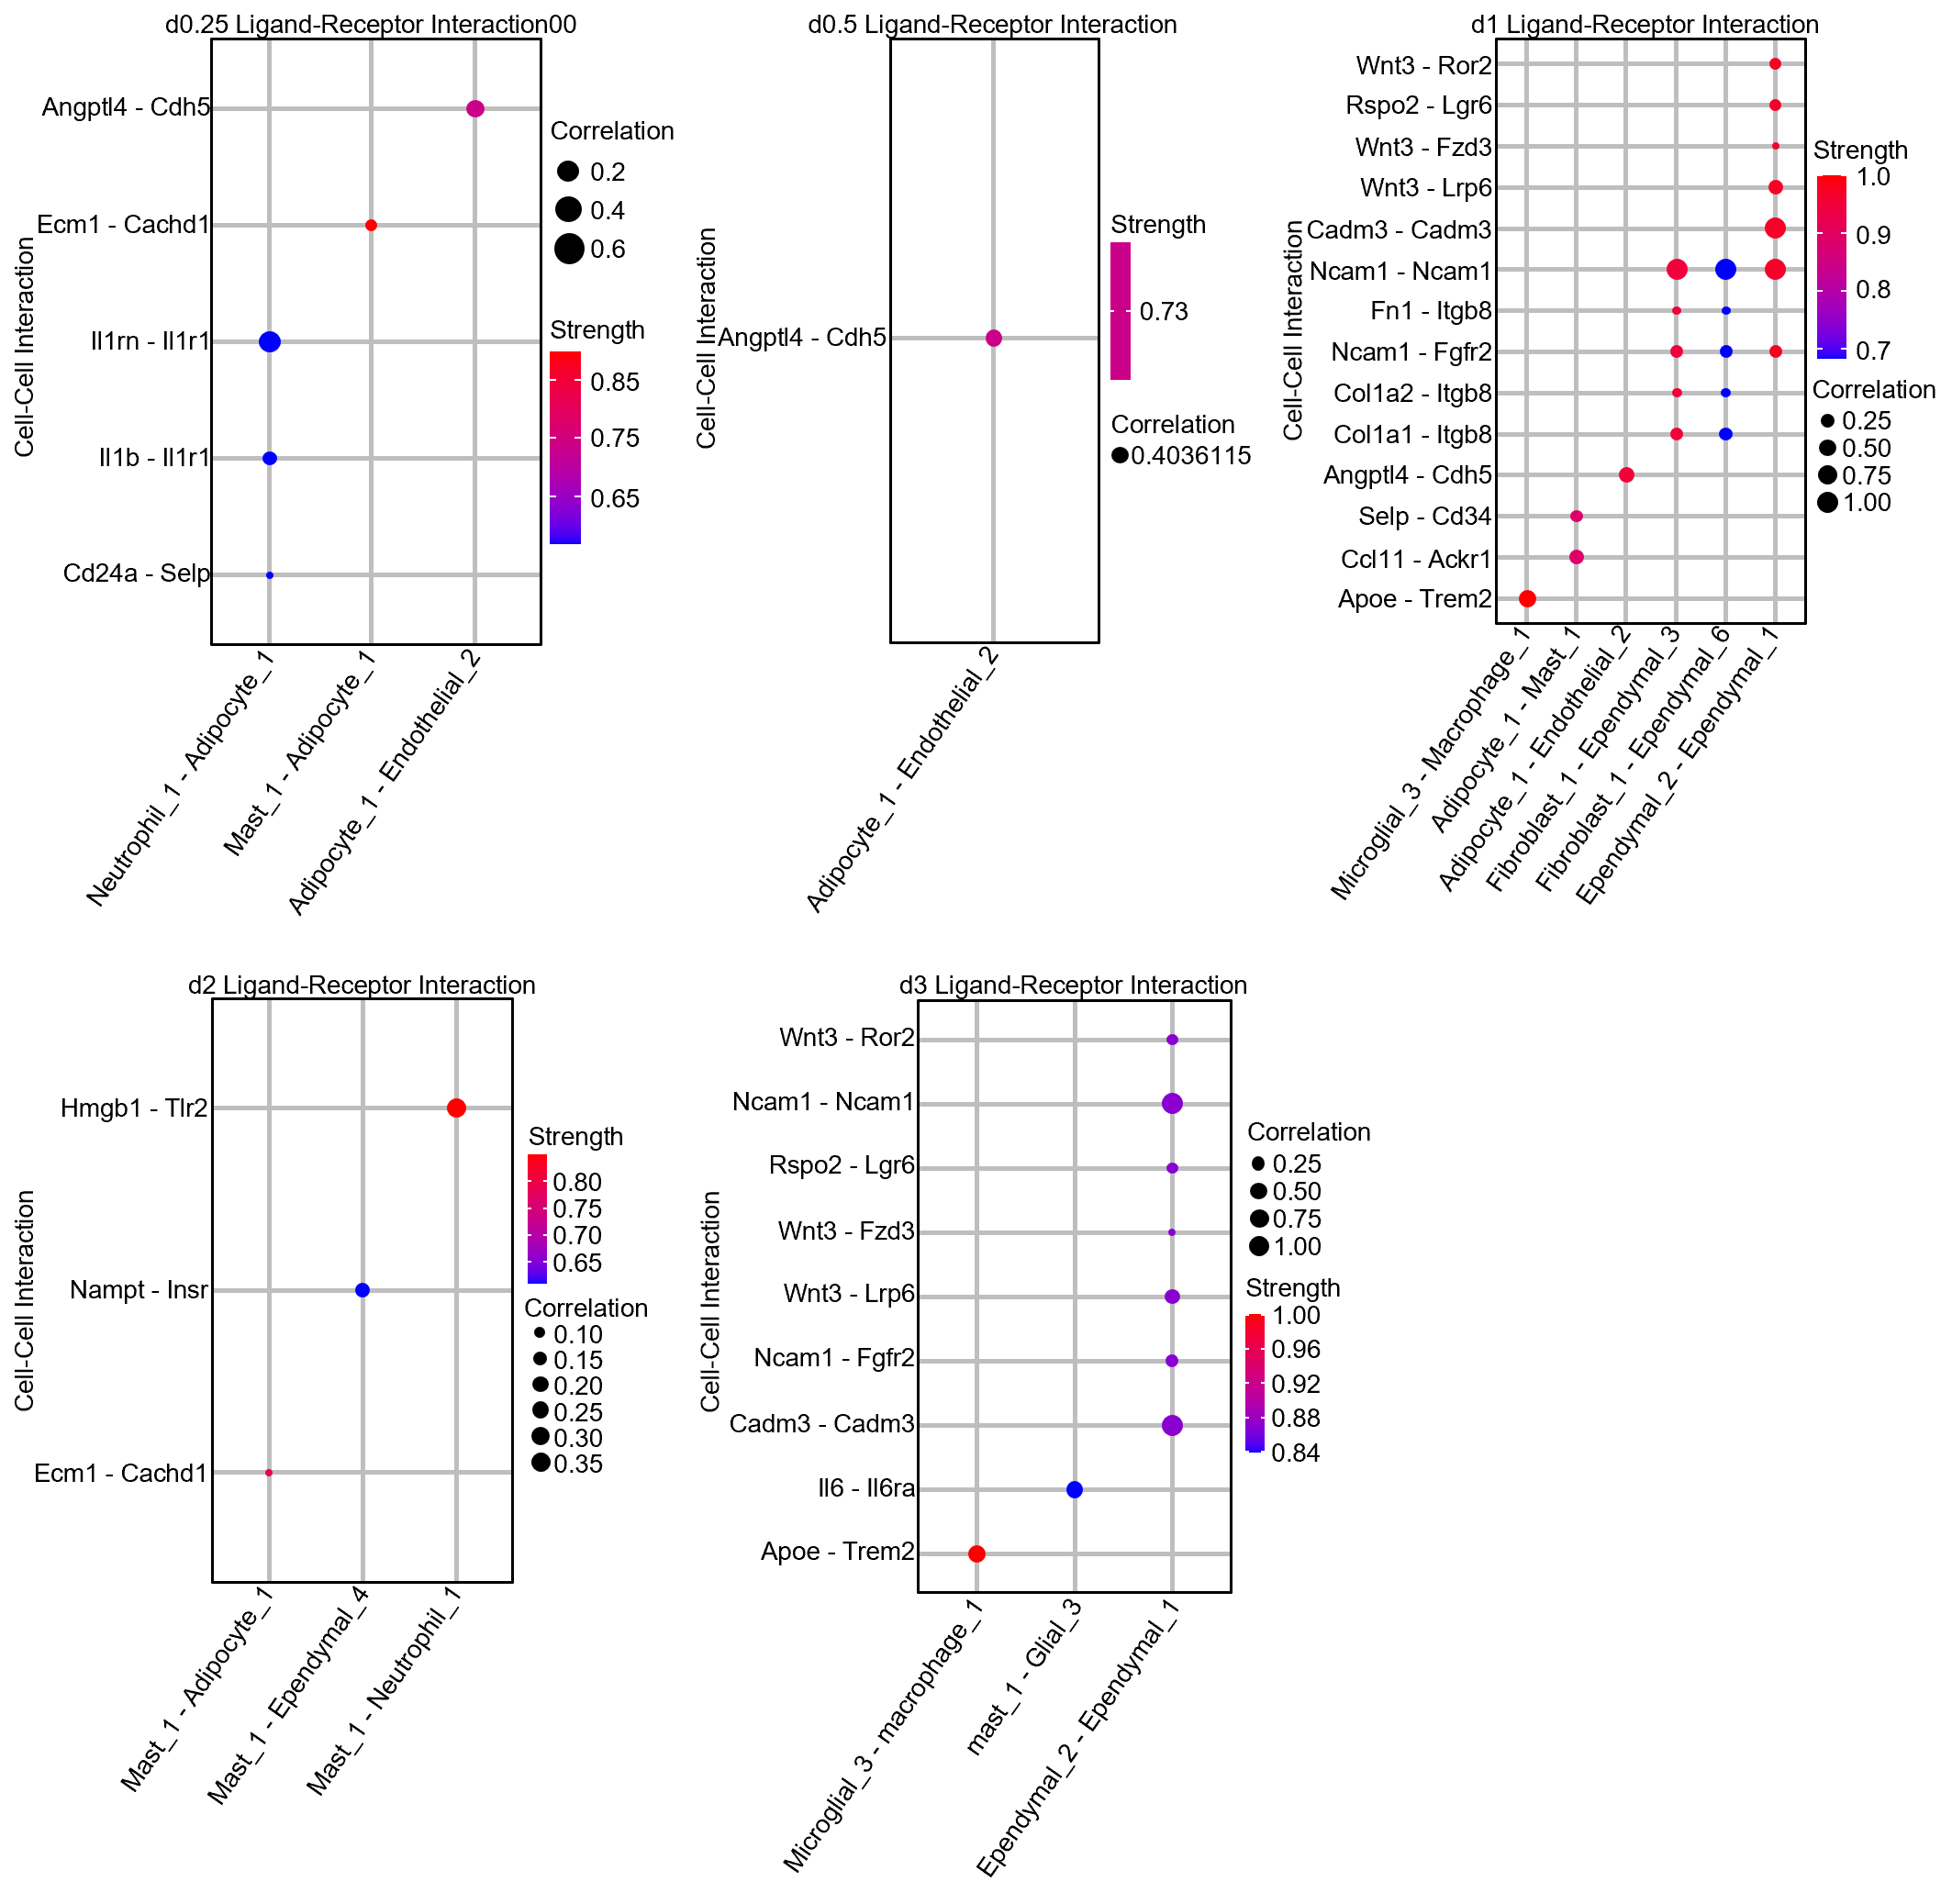 d0.25 Ligand-Receptor Interaction00
Cell-Cell Interaction
Angptl4 - Cdh5
Ecm1 - Cachd1
Il1rn - Il1r1
Il1b - Il1r1
Cd24a - Selp
Neutrophil_1 - Adipocyte_1
Mast_1 - Adipocyte_1
Adipocyte_1 - Endothelial_2
Correlation
0.2
0.4
0.6
Strength
0.85
0.75
0.65
d0.5 Ligand-Receptor Interaction
Cell-Cell Interaction
Angptl4 - Cdh5
Adipocyte_1 - Endothelial_2
Strength
0.73
Correlation
0.4036115
d1 Ligand-Receptor Interaction
Cell-Cell Interaction
Wnt3 - Ror2
Rspo2 - Lgr6
Wnt3 - Fzd3
Wnt3 - Lrp6
Cadm3 - Cadm3
Ncam1 - Ncam1
Fn1 - Itgb8
Ncam1 - Fgfr2
Col1a2 - Itgb8
Col1a1 - Itgb8
Angptl4 - Cdh5
Selp - Cd34
Ccl11 - Ackr1
Apoe - Trem2
Microglial_3 - Macrophage_1
Adipocyte_1 - Mast_1
Adipocyte_1 - Endothelial_2
Fibroblast_1 - Ependymal_3
Fibroblast_1 - Ependymal_6
Ependymal_2 - Ependymal_1
Strength
1.0
0.9
0.8
0.7
Correlation
0.25
0.50
0.75
1.00
d2 Ligand-Receptor Interaction
Cell-Cell Interaction
Hmgb1 - Tlr2
Nampt - Insr
Ecm1 - Cachd1
Mast_1 - Adipocyte_1
Mast_1 - Ependymal_4
Mast_1 - Neutrophil_1
Strength
0.80
0.75
0.70
0.65
Correlation
0.10
0.15
0.20
0.25
0.30
0.35
d3 Ligand-Receptor Interaction
Cell-Cell Interaction
Wnt3 - Ror2
Ncam1 - Ncam1
Rspo2 - Lgr6
Wnt3 - Fzd3
Wnt3 - Lrp6
Ncam1 - Fgfr2
Cadm3 - Cadm3
Il6 - Il6ra
Apoe - Trem2
Microglial_3 - macrophage_1
mast_1 - Glial_3
Ependymal_2 - Ependymal_1
Correlation
0.25
0.50
0.75
1.00
Strength
1.00
0.96
0.92
0.88
0.84